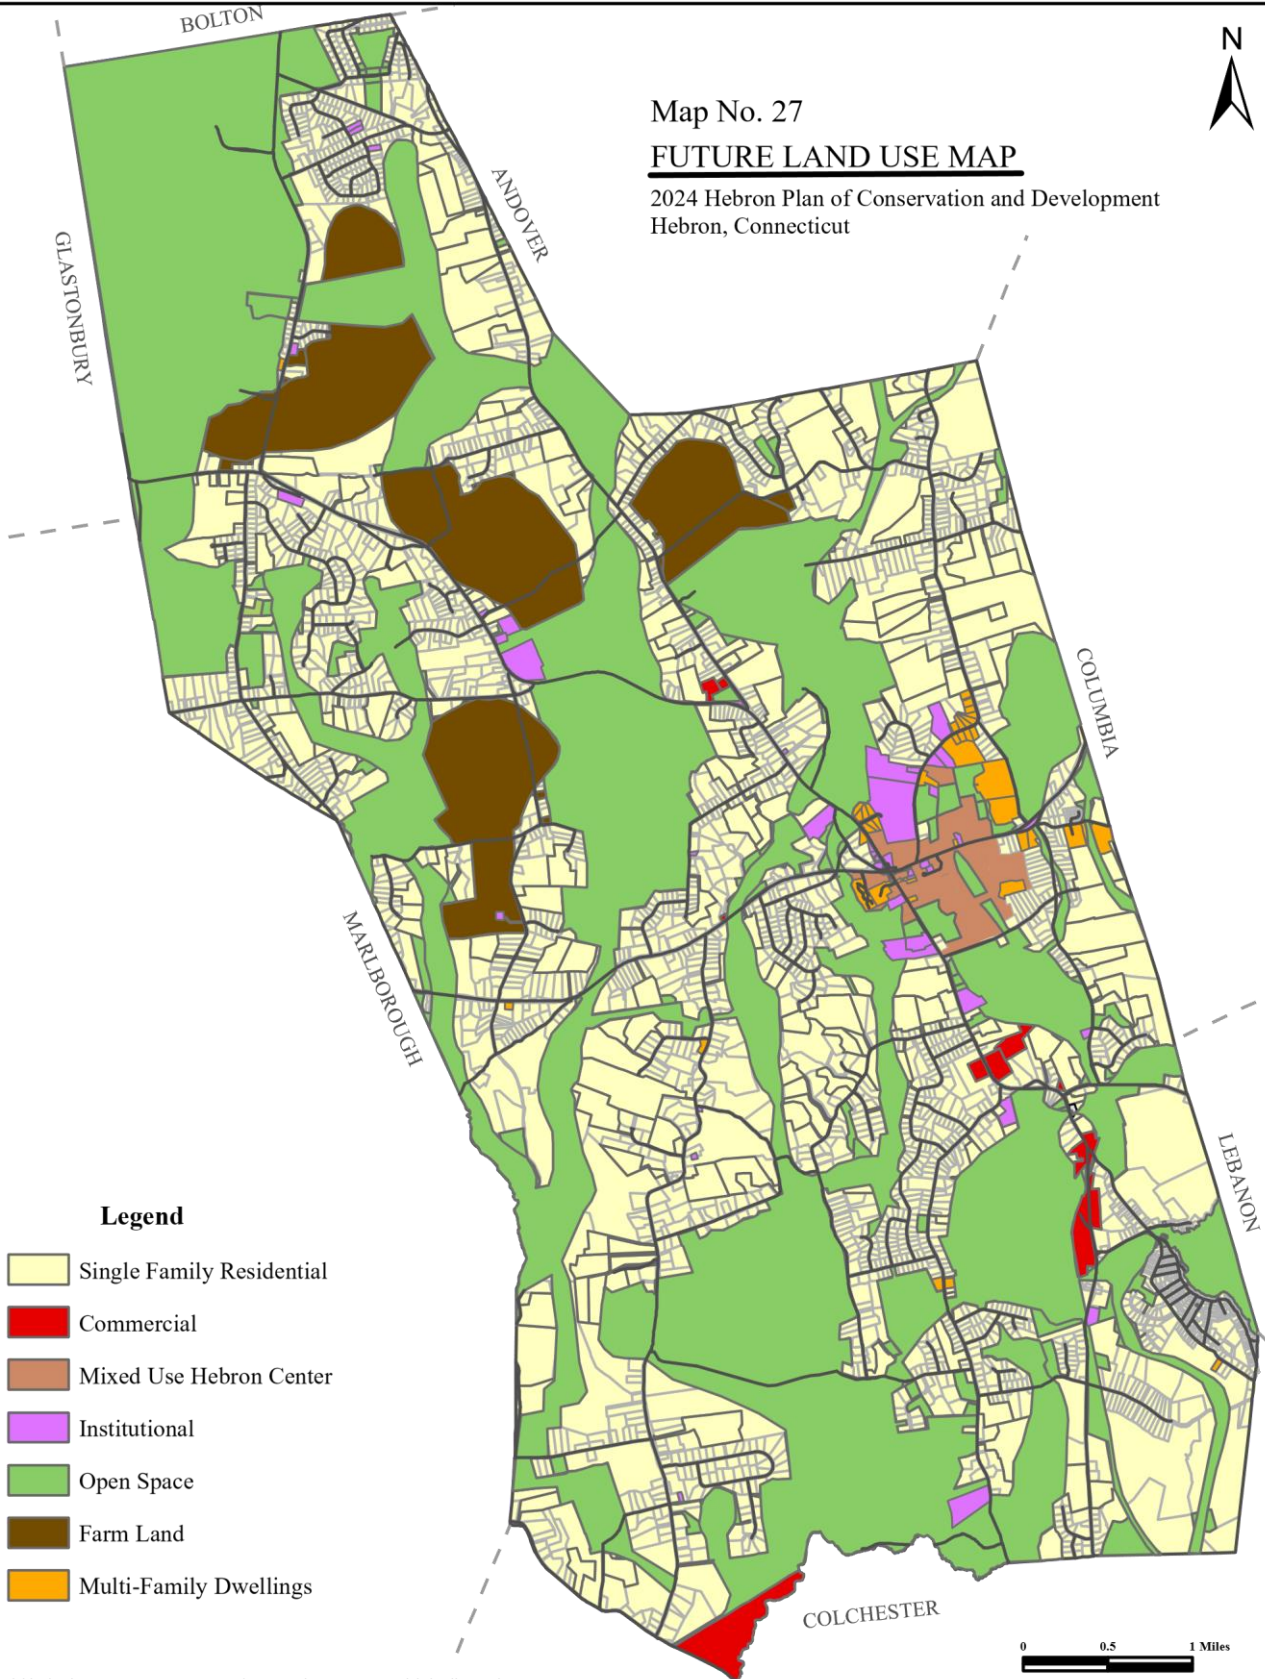 BOLTON
N
Map No. 27
FUTURE LAND USE MAP
2024 Hebron Plan of Conservation and Development
Hebron, Connecticut
ANDOVER
GLASTONBURY
COLUMBIA
MARLBOROUGH
LEBANON
Legend
Single Family Residential
Commercial
Mixed Use Hebron Center
Institutional
Open Space
Farm Land
Multi-Family Dwellings
COLCHESTER
0 0.5 1 Miles